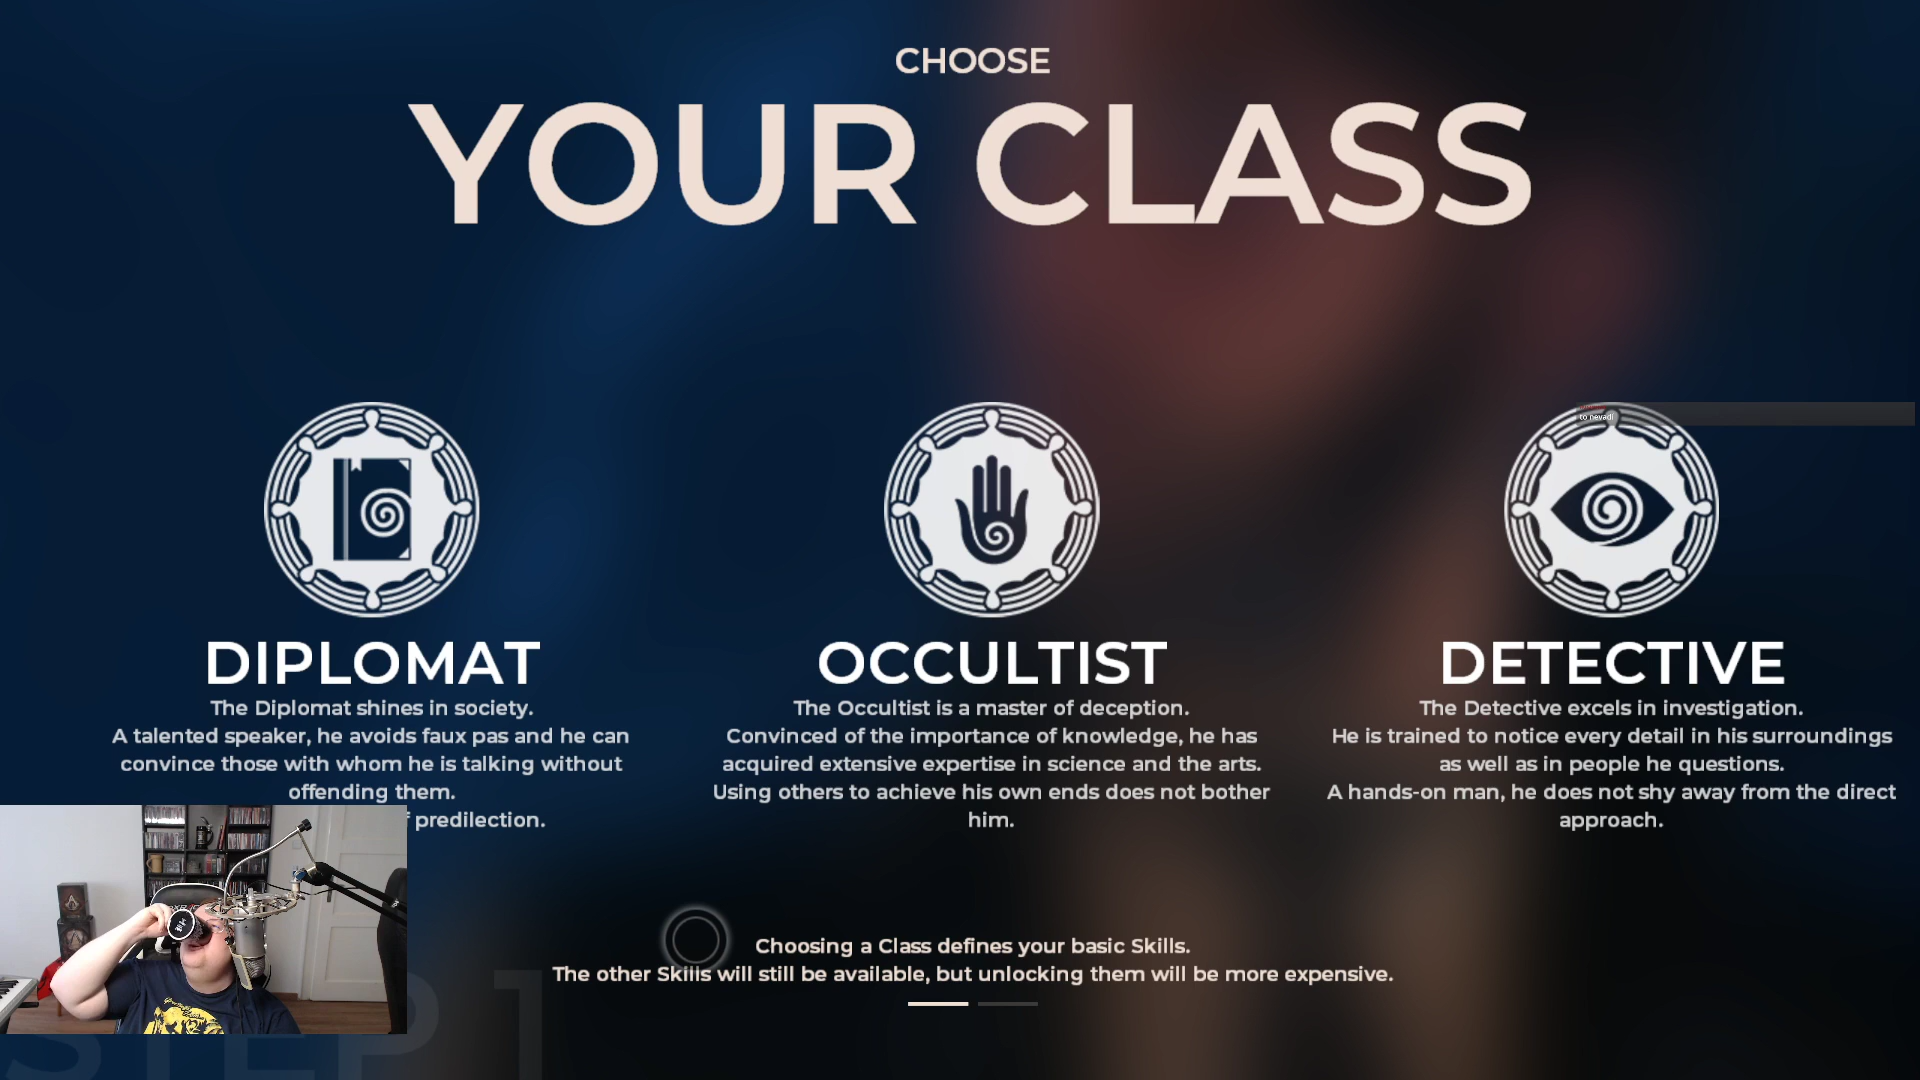 CHOOSE
YOUR CLASS
to nevadí
DIPLOMAT
The Diplomat shines in society.
A talented speaker, he avoids faux pas and he can
convince those with whom he is talking without
offending them.
predilection.
OCCULTIST
The Occultist is a master of deception.
Convinced of the importance of knowledge, he has
acquired extensive expertise in science and the arts.
Using others to achieve his own ends does not bother
him.
DETECTIVE
The Detective excels in investigation.
He is trained to notice every detail in his surroundings
as well as in people he questions.
A hands-on man, he does not shy away from the direct
approach.
Choosing a Class defines your basic Skills.
The other Skills will still be available, but unlocking them will be more expensive.
STEP 1